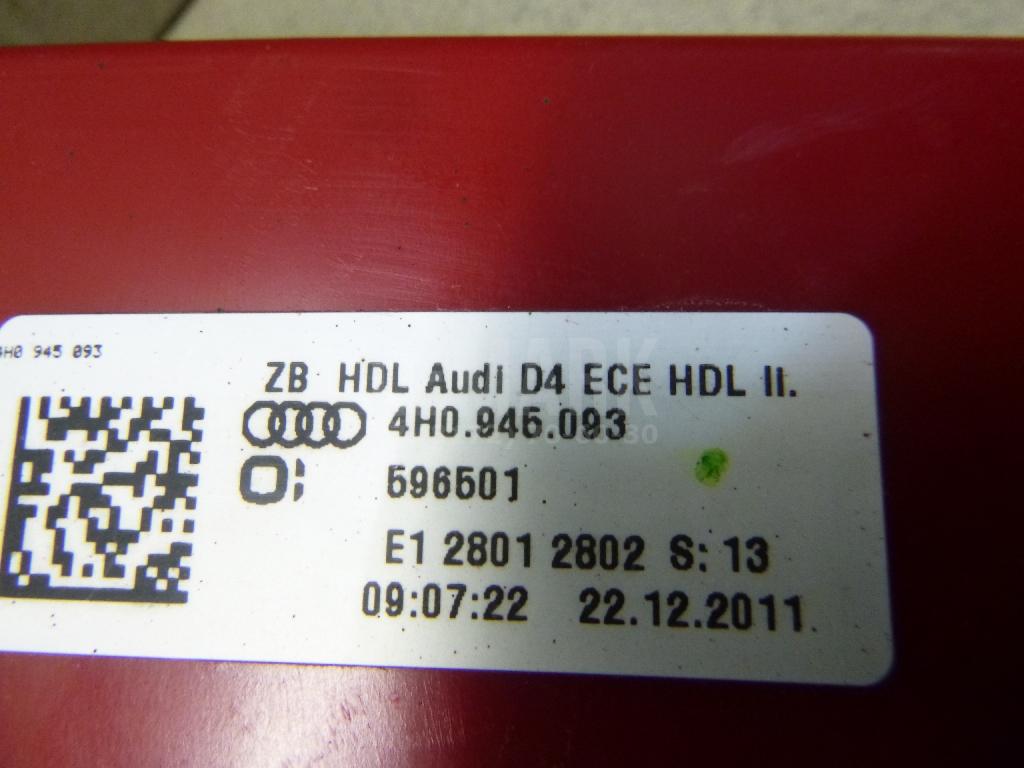 4H0 945 093
ZB HDL Audi D4 ECE HDL li.
4H0.945.093
596501
E1 2801 2802 S: 13
09:07:22 22.12.2011